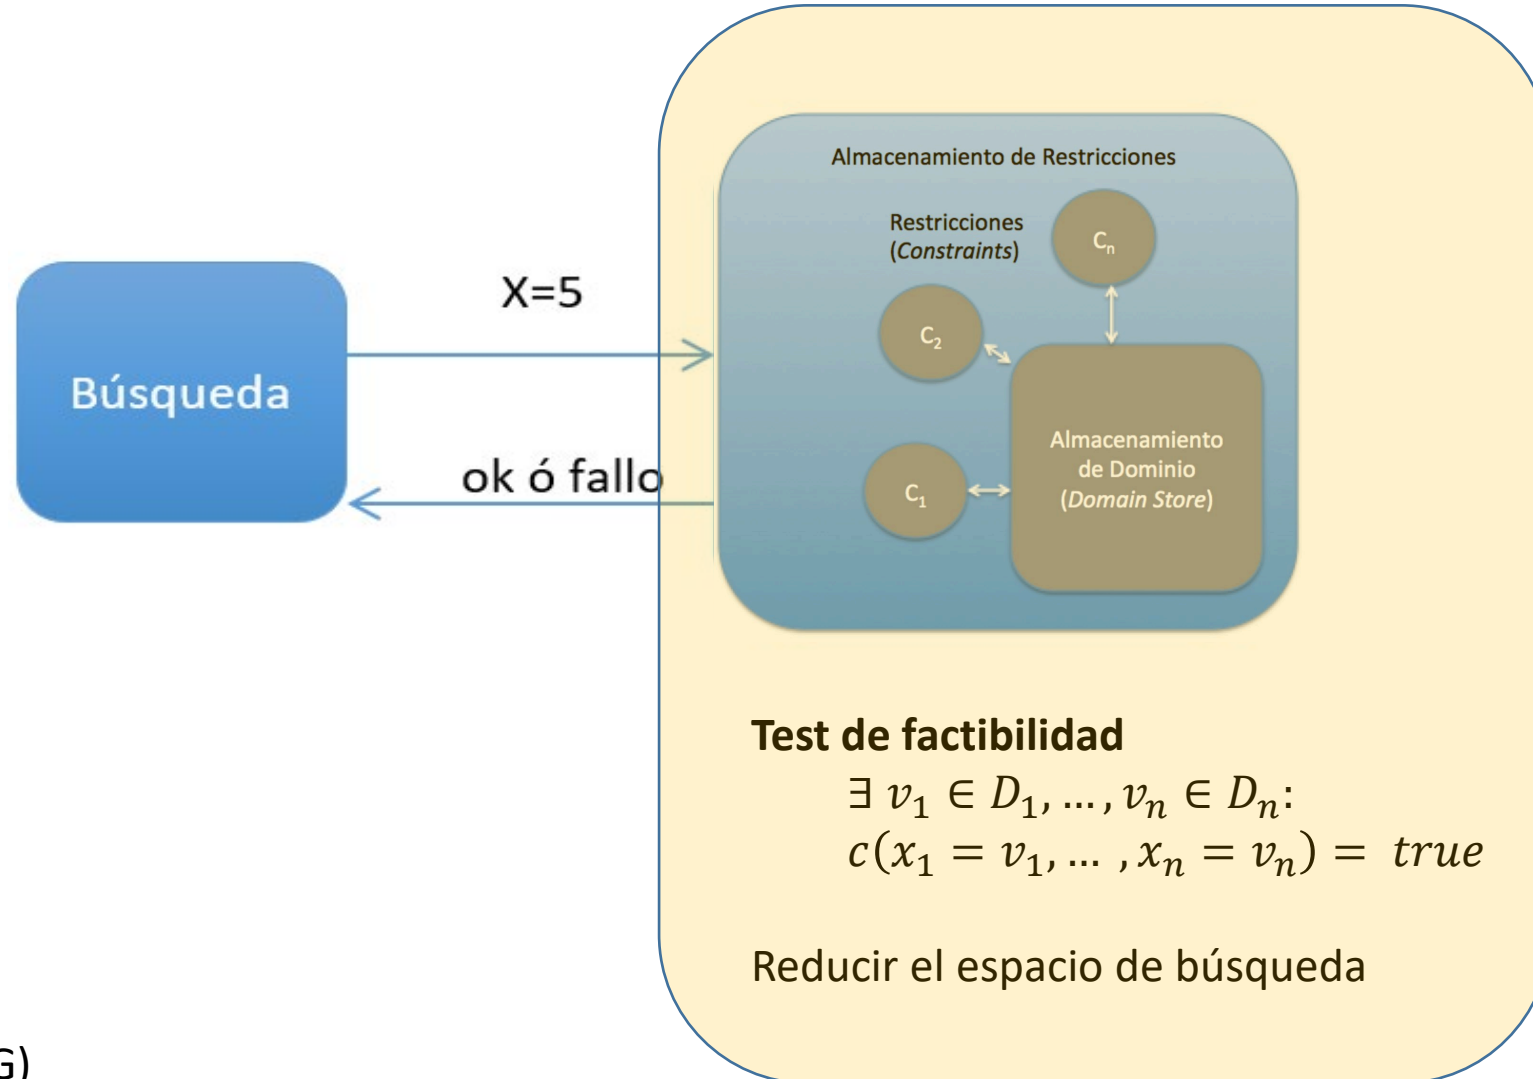 Almacenamiento de Restricciones
Restricciones
(Constraints)
Cₙ
X=5
C₂
Búsqueda
Almacenamiento
de Dominio
(Domain Store)
ok ó fallo
C₁
Test de factibilidad
∃ 𝑣₁ ∈ 𝐷₁, … , 𝑣ₙ ∈ 𝐷ₙ:
𝑐(𝑥₁ = 𝑣₁, … , 𝑥ₙ = 𝑣ₙ) = 𝑡𝑟𝑢𝑒
Reducir el espacio de búsqueda
G)